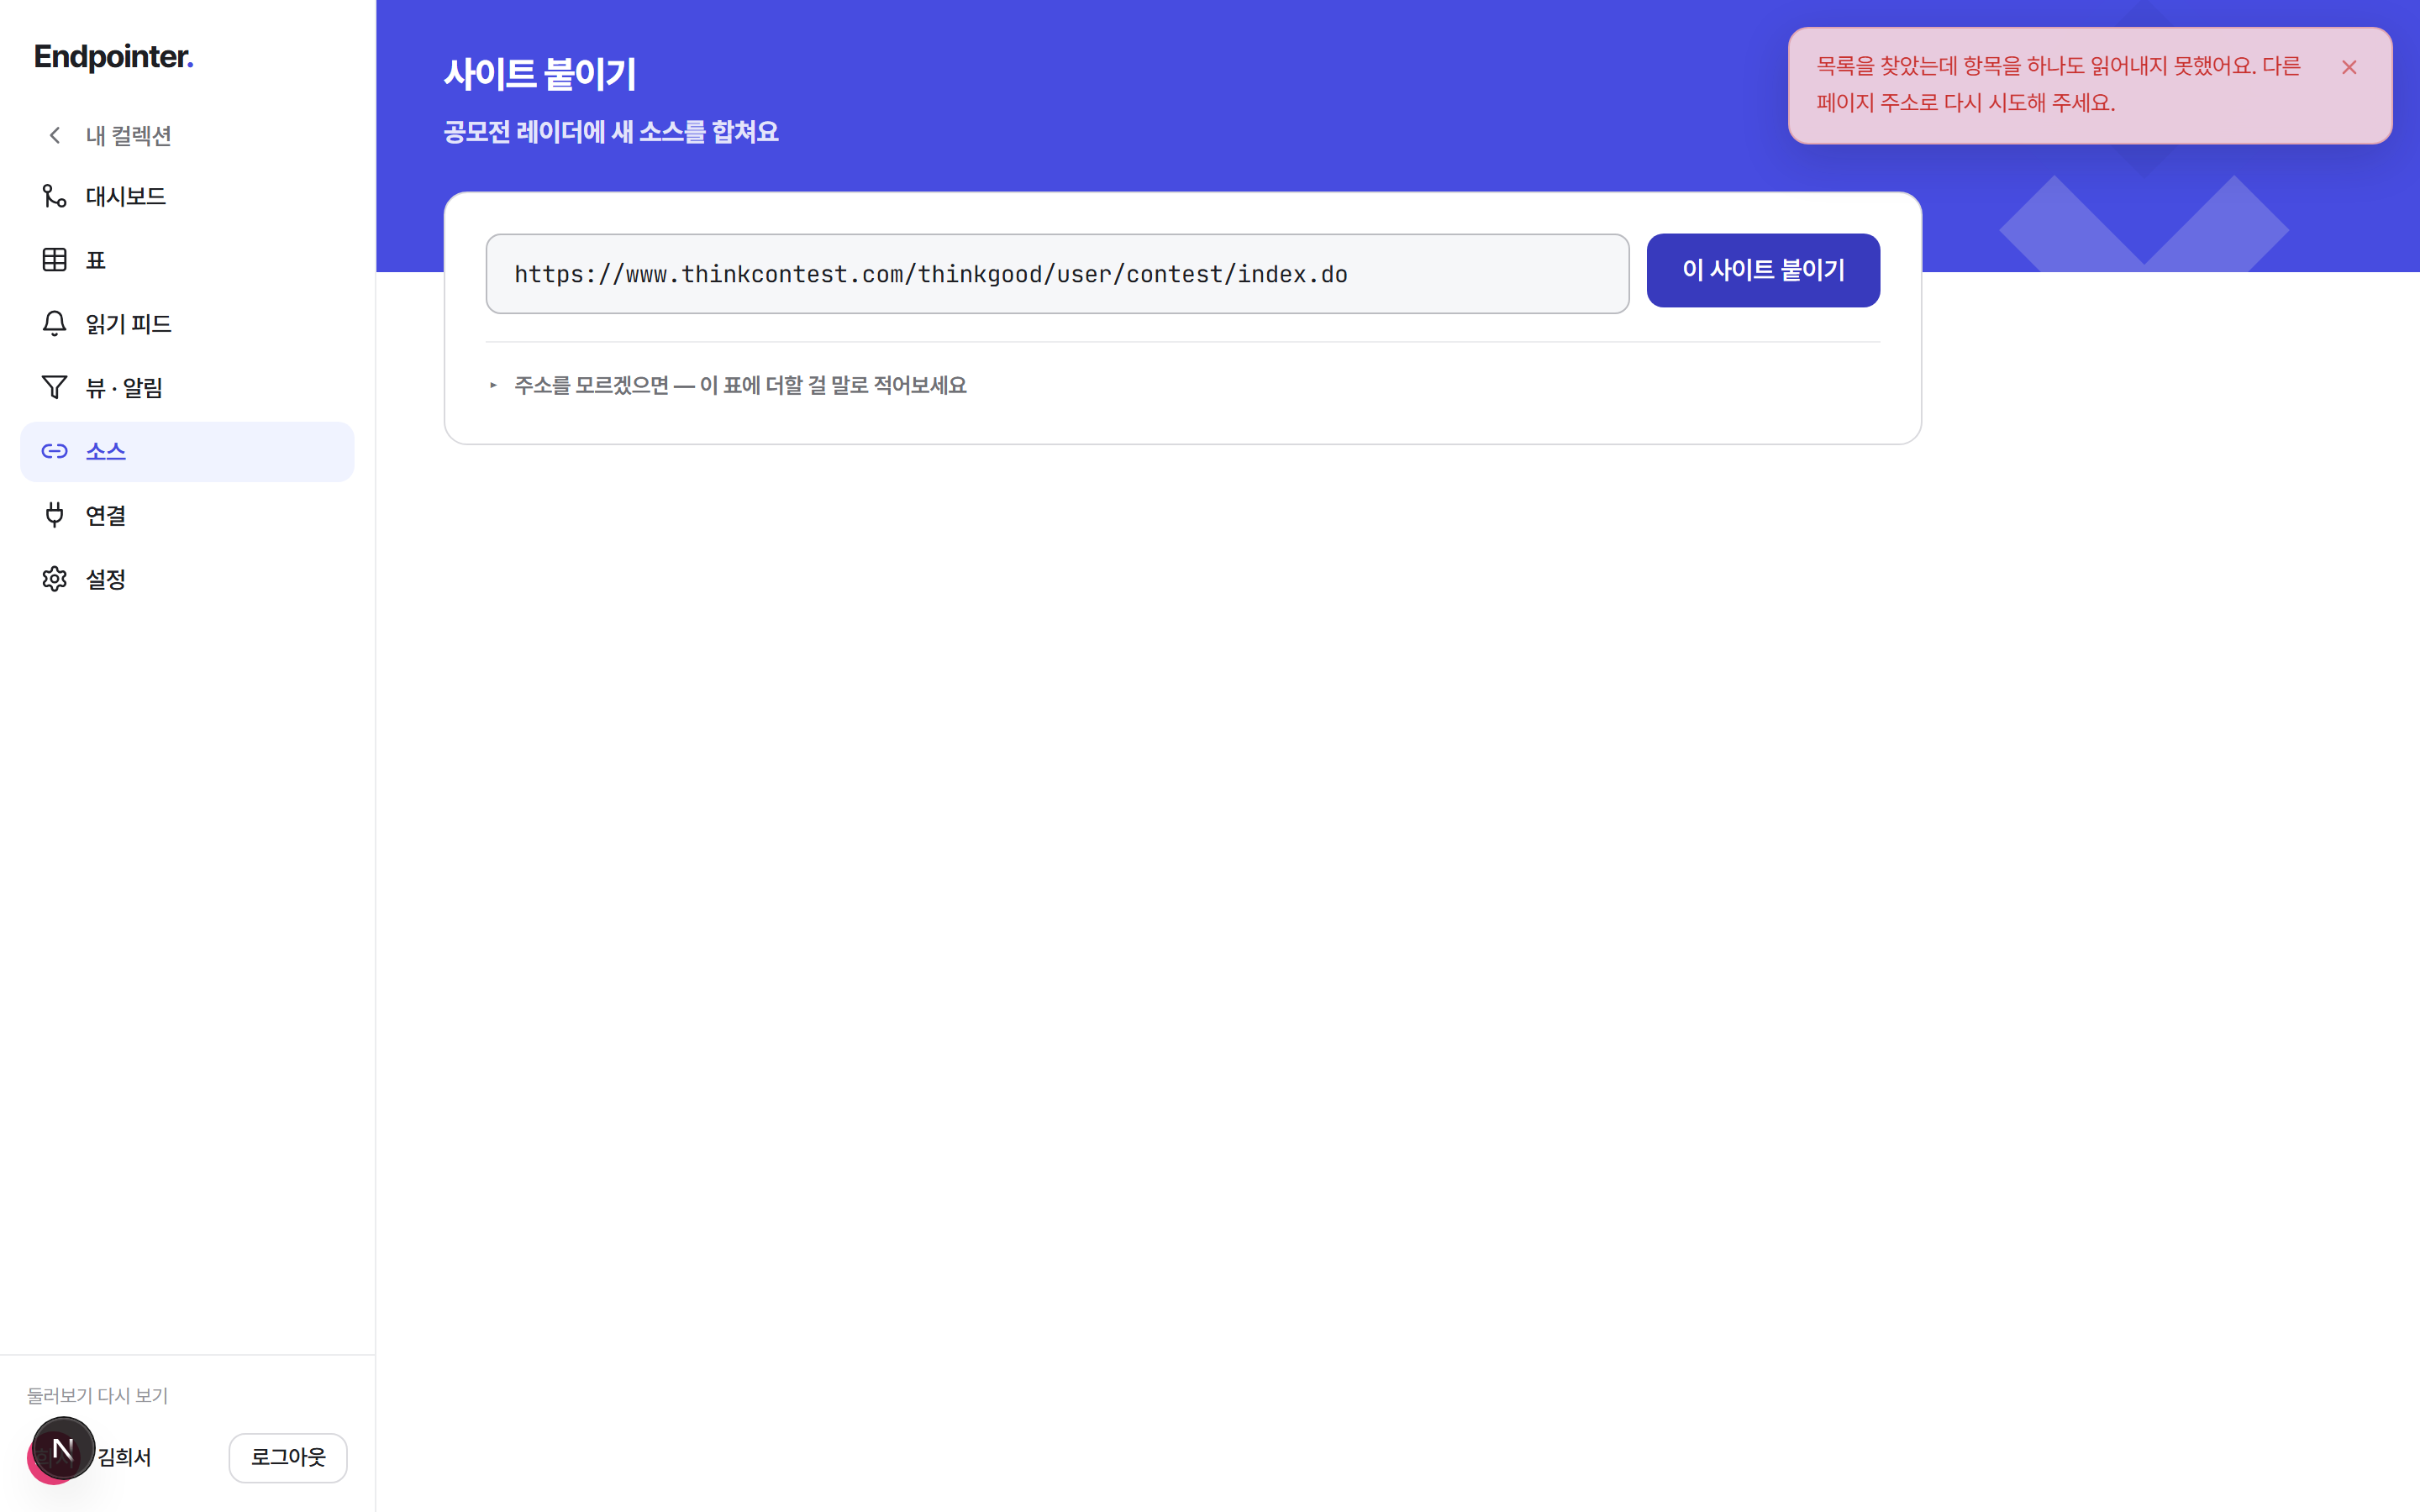 Endpointer.
내 컬렉션
대시보드
표
읽기 피드
뷰 · 알림
소스
연결
설정
둘러보기 다시 보기
N
김희서
로그아웃
사이트 붙이기
공모전 레이더에 새 소스를 합쳐요
목록을 찾았는데 항목을 하나도 읽어내지 못했어요. 다른
페이지 주소로 다시 시도해 주세요.
https://www.thinkcontest.com/thinkgood/user/contest/index.do
이 사이트 붙이기
주소를 모르겠으면 — 이 표에 더할 걸 말로 적어보세요